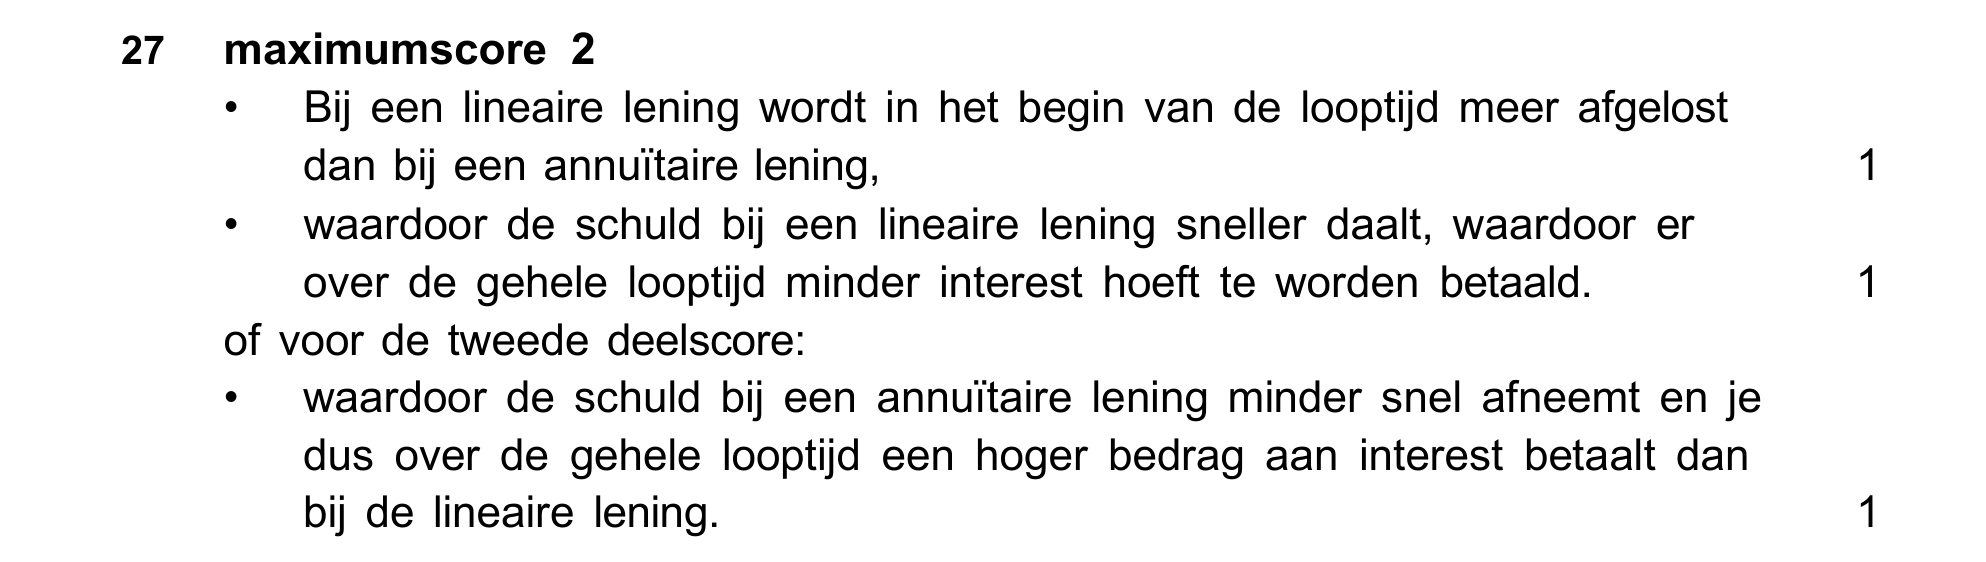 27 maximumscore 2
• Bij een lineaire lening wordt in het begin van de looptijd meer afgelost
dan bij een annuïtaire lening, 1
• waardoor de schuld bij een lineaire lening sneller daalt, waardoor er
over de gehele looptijd minder interest hoeft te worden betaald. 1
of voor de tweede deelscore:
• waardoor de schuld bij een annuïtaire lening minder snel afneemt en je
dus over de gehele looptijd een hoger bedrag aan interest betaalt dan
bij de lineaire lening. 1